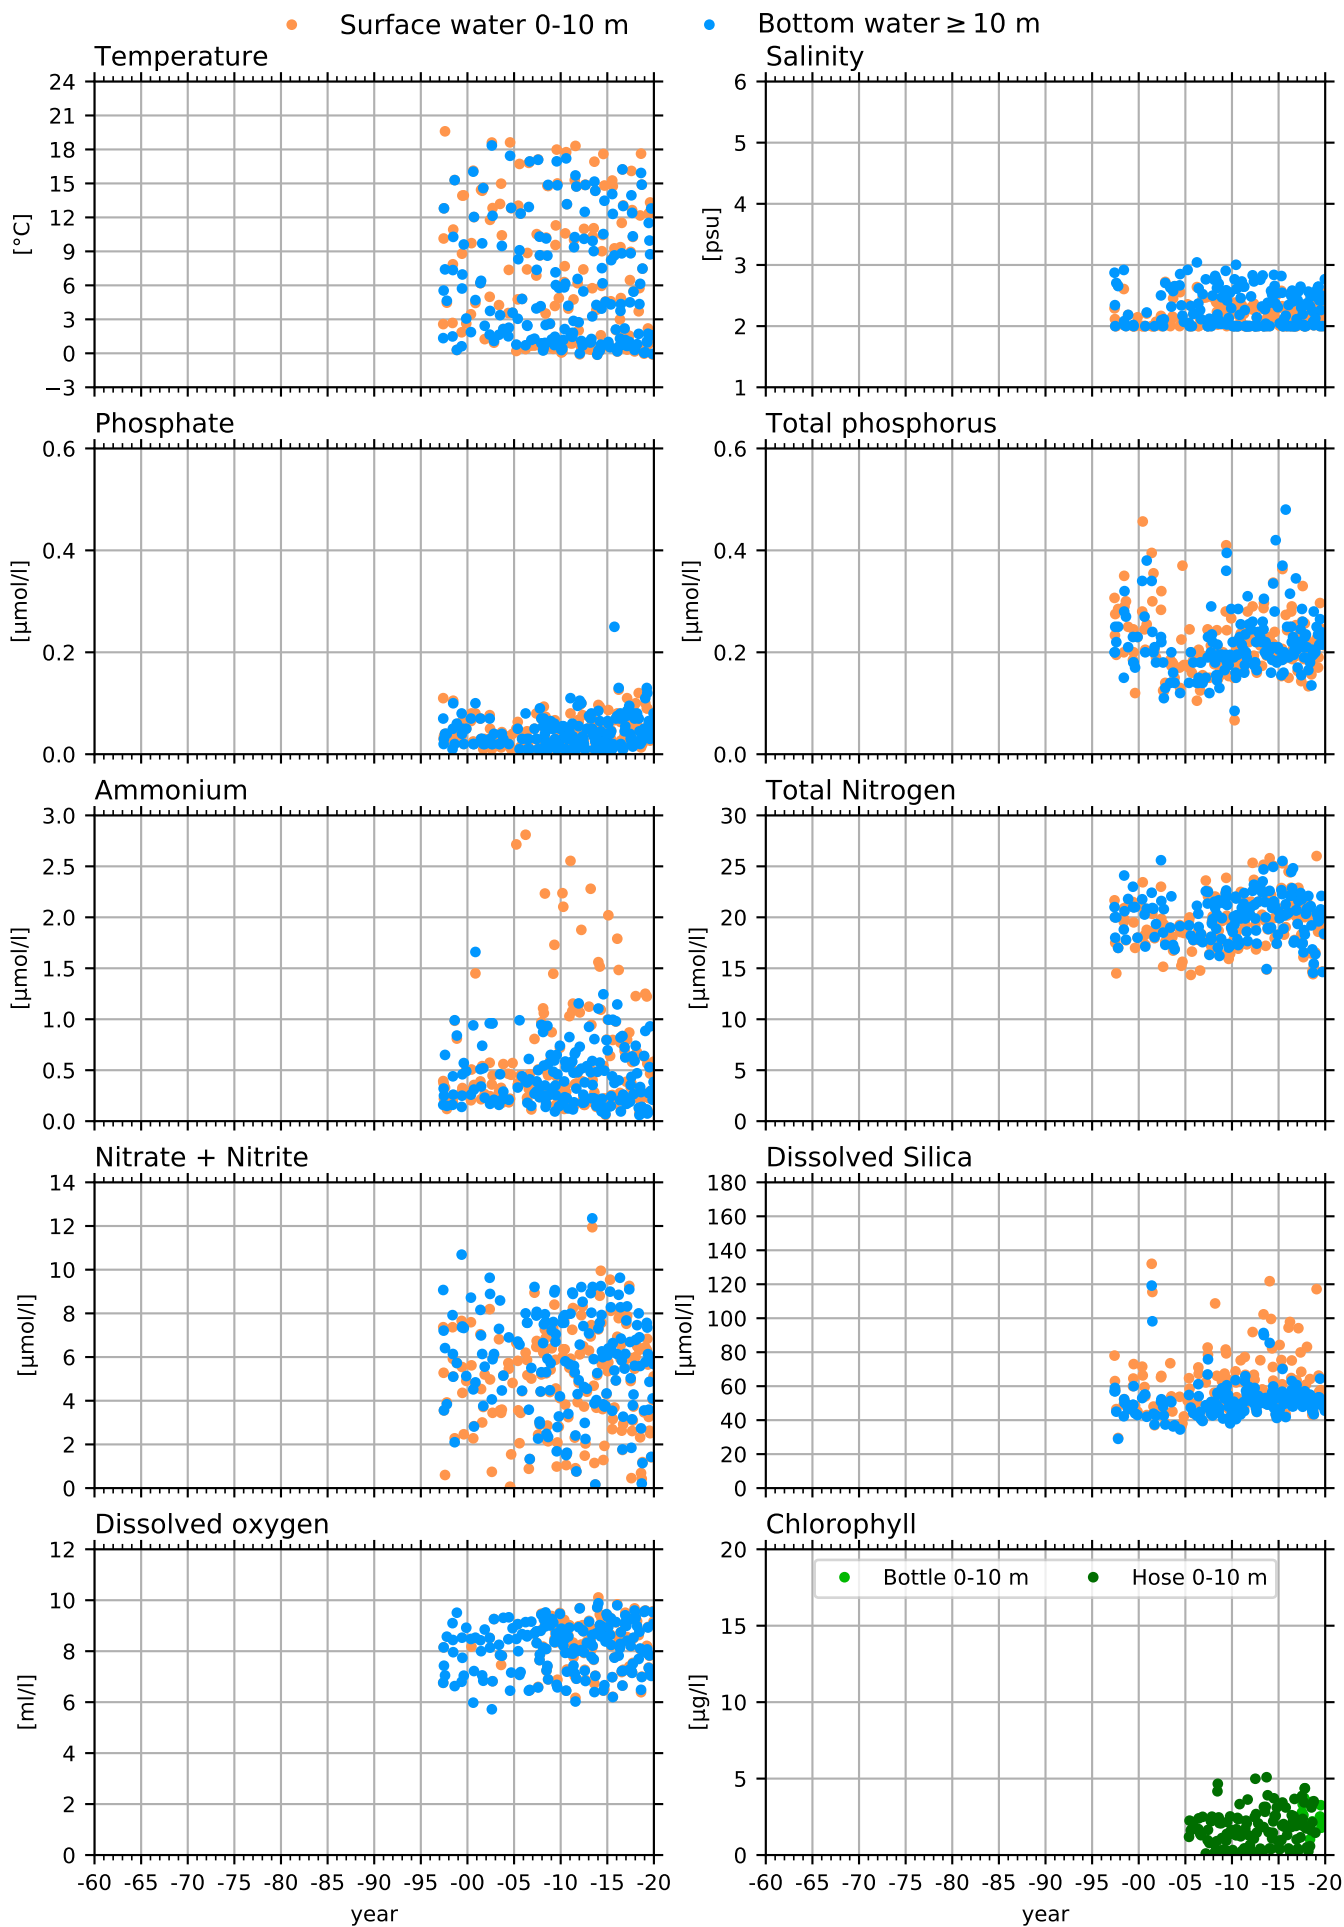 Surface water 0-10 m Bottom water ≥ 10 m
Temperature Salinity
24 21 18 15 12 9 6 3 0 −3
[°C]
6 5 4 3 2 1
[psu]
Phosphate Total phosphorus
0.6 0.4 0.2 0.0
[µmol/l]
0.6 0.4 0.2 0.0
[µmol/l]
Ammonium Total Nitrogen
3.0 2.5 2.0 1.5 1.0 0.5 0.0
[µmol/l]
30 25 20 15 10 5 0
[µmol/l]
Nitrate + Nitrite Dissolved Silica
14 12 10 8 6 4 2 0
[µmol/l]
180 160 140 120 100 80 60 40 20 0
[µmol/l]
Dissolved oxygen Chlorophyll
12 10 8 6 4 2 0
[ml/l]
20 15 10 5 0
[µg/l]
Bottle 0-10 m Hose 0-10 m
-60 -65 -70 -75 -80 -85 -90 -95 -00 -05 -10 -15 -20
-60 -65 -70 -75 -80 -85 -90 -95 -00 -05 -10 -15 -20
year year